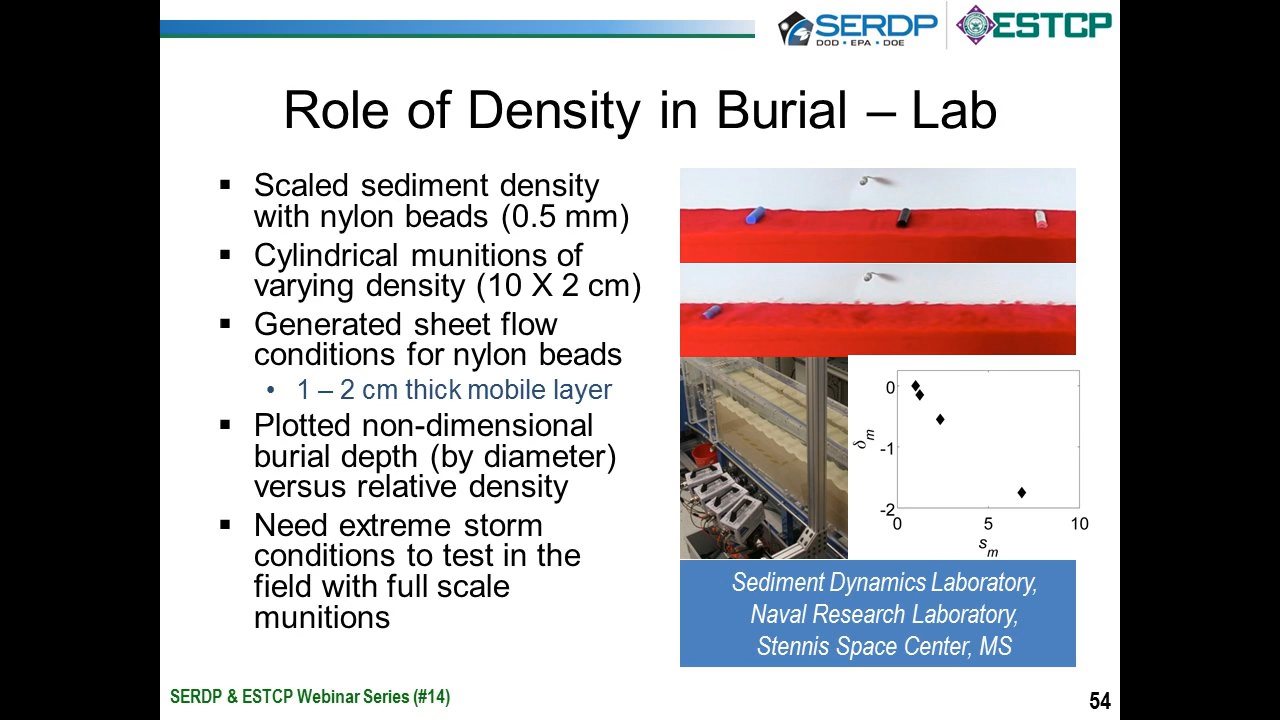 SERDP
DOD • EPA • DOE
ESTCP
Role of Density in Burial – Lab
▪ Scaled sediment density
with nylon beads (0.5 mm)
▪ Cylindrical munitions of
varying density (10 X 2 cm)
▪ Generated sheet flow
conditions for nylon beads
• 1 – 2 cm thick mobile layer
▪ Plotted non-dimensional
burial depth (by diameter)
versus relative density
▪ Need extreme storm
conditions to test in the
field with full scale
munitions
0
-1
-2
δm
0 5 10
sm
Sediment Dynamics Laboratory,
Naval Research Laboratory,
Stennis Space Center, MS
SERDP & ESTCP Webinar Series (#14)
54